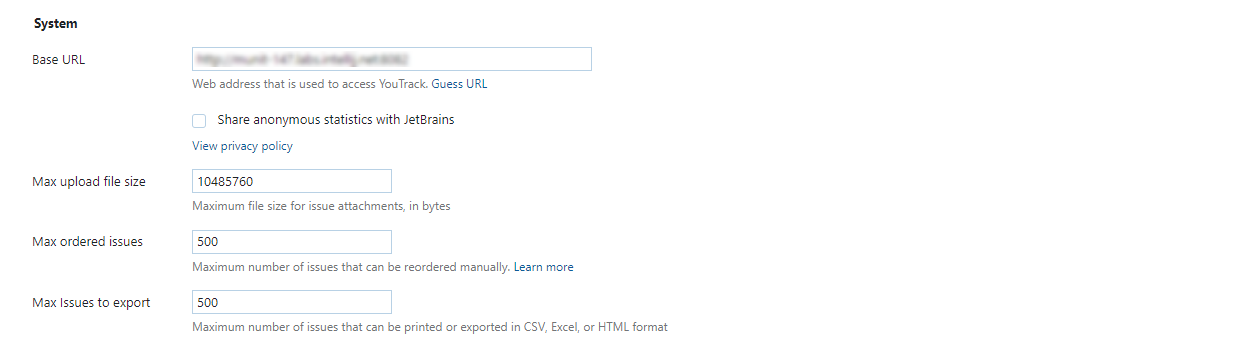 System
Base URL
Web address that is used to access YouTrack. Guess URL
Share anonymous statistics with JetBrains
View privacy policy
Max upload file size 10485760
Maximum file size for issue attachments, in bytes
Max ordered issues 500
Maximum number of issues that can be reordered manually. Learn more
Max Issues to export 500
Maximum number of issues that can be printed or exported in CSV, Excel, or HTML format